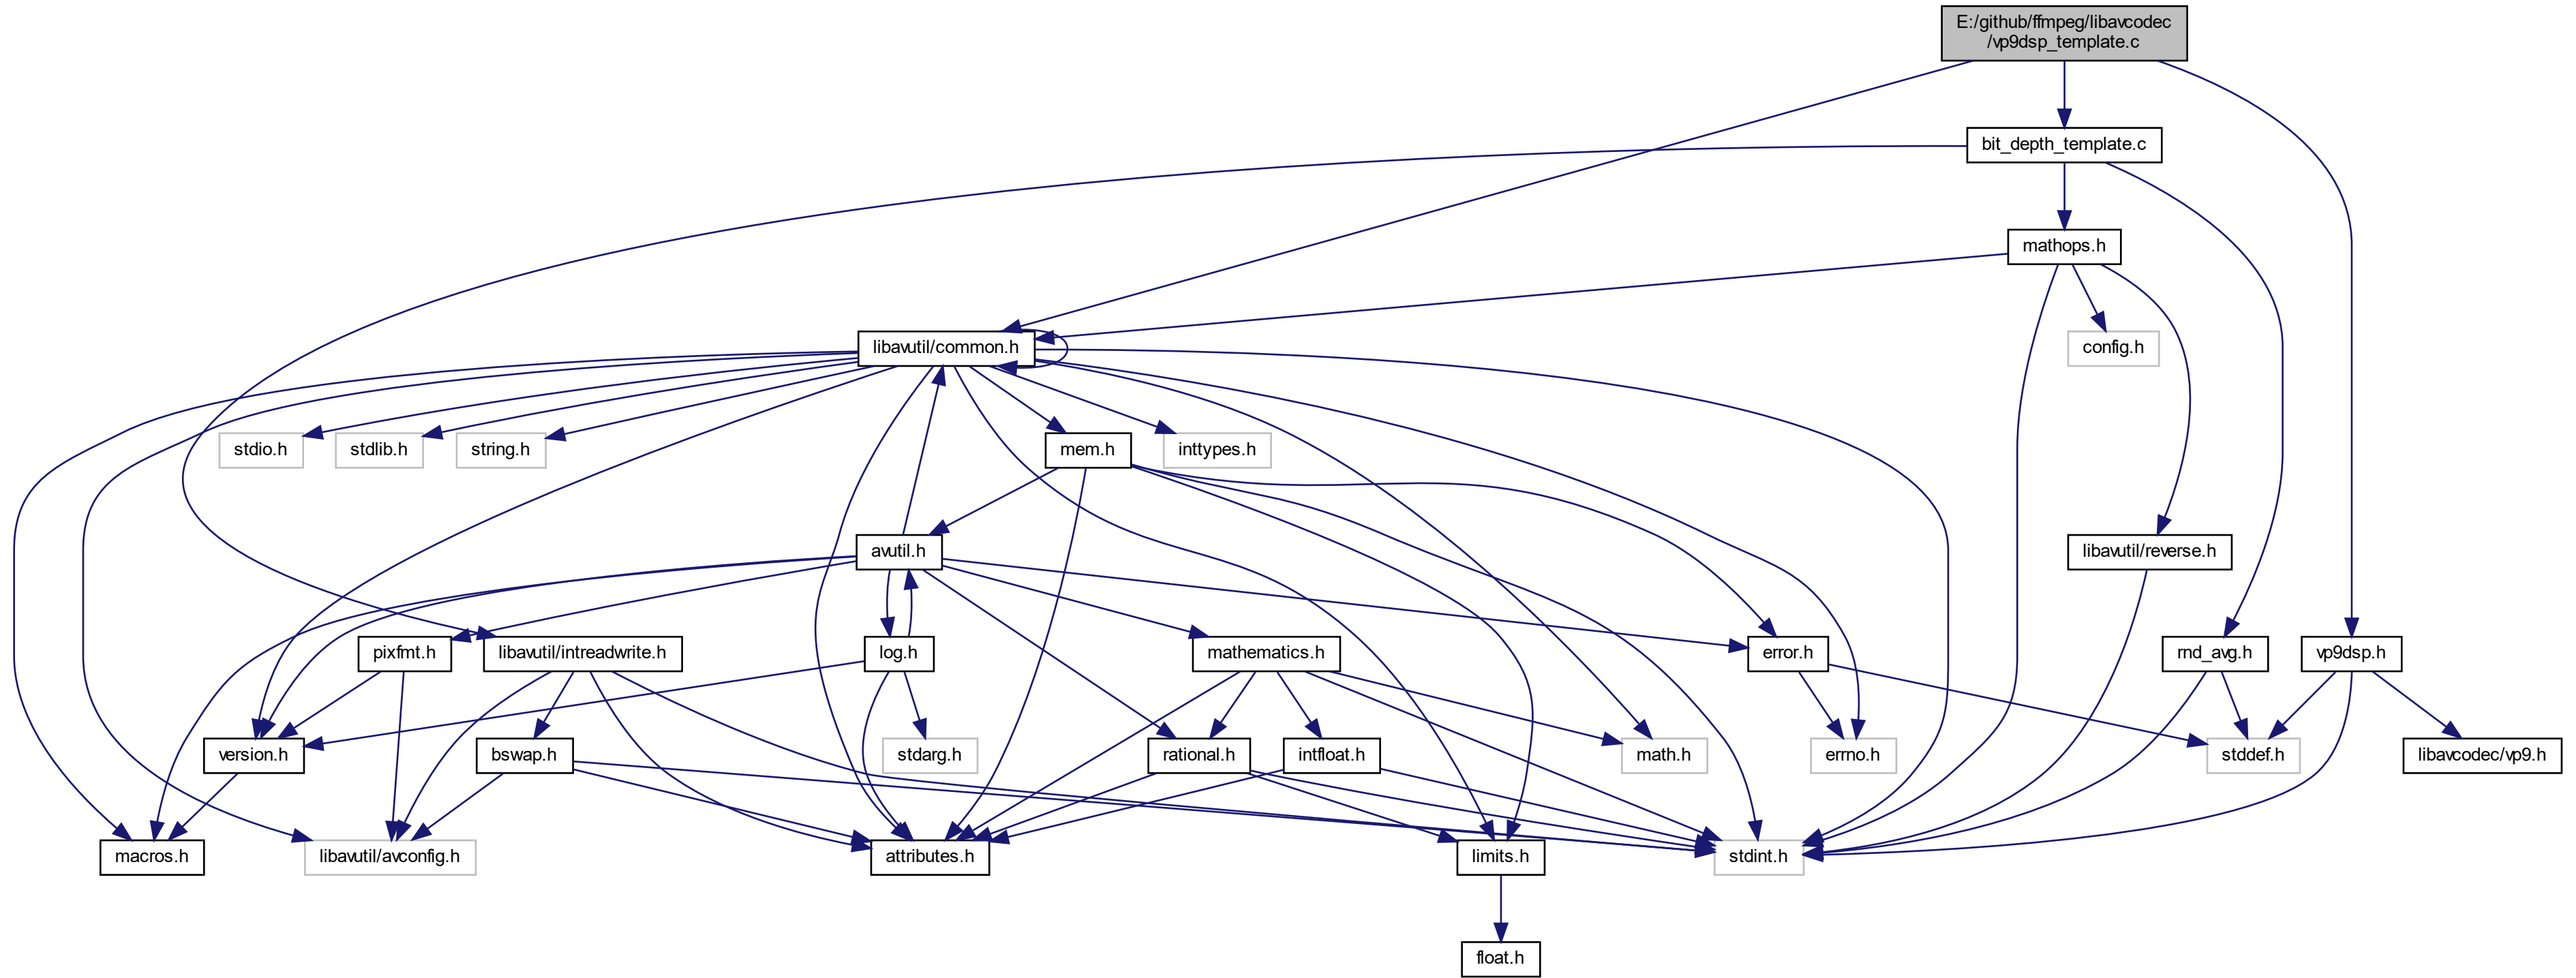 E:/github/ffmpeg/libavcodec
/vp9dsp_template.c
bit_depth_template.c
mathops.h
libavutil/common.h
config.h
stdio.h
stdlib.h
string.h
mem.h
inttypes.h
avutil.h
libavutil/reverse.h
pixfmt.h
libavutil/intreadwrite.h
log.h
mathematics.h
error.h
rnd_avg.h
vp9dsp.h
version.h
bswap.h
stdarg.h
rational.h
intfloat.h
math.h
errno.h
stddef.h
libavcodec/vp9.h
macros.h
libavutil/avconfig.h
attributes.h
limits.h
stdint.h
float.h